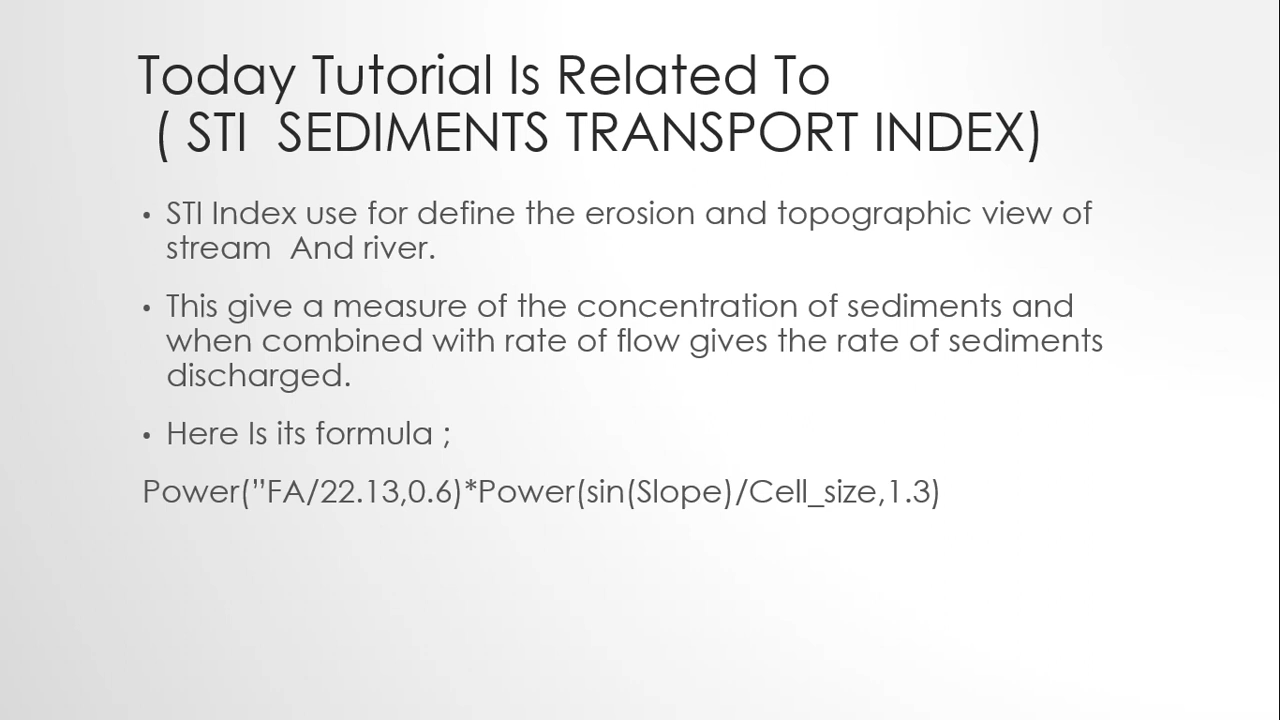 Today Tutorial Is Related To
( STI  SEDIMENTS TRANSPORT INDEX)
• STI Index use for define the erosion and topographic view of
stream  And river.
• This give a measure of the concentration of sediments and
when combined with rate of flow gives the rate of sediments
discharged.
• Here Is its formula ;
Power(”FA/22.13,0.6)*Power(sin(Slope)/Cell_size,1.3)